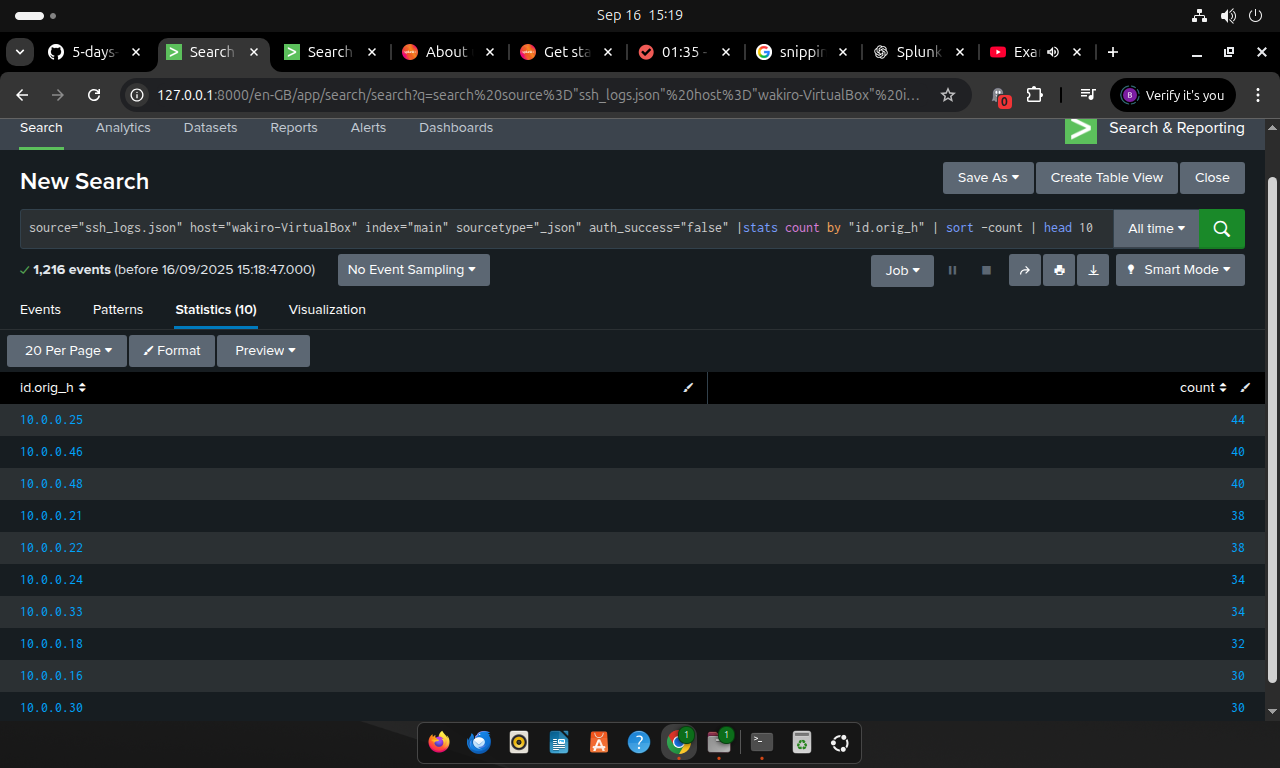 Sep 16 15:19
5-days-
Search
Search
About
Get sta
01:35 -
snippin
Splunk
Exa
127.0.0.1:8000/en-GB/app/search/search?q=search%20source%3D"ssh_logs.json"%20host%3D"wakiro-VirtualBox"%20i...
0
B
Verify it's you
Search
Analytics
Datasets
Reports
Alerts
Dashboards
Search & Reporting
New Search
Save As
Create Table View
Close
source="ssh_logs.json" host="wakiro-VirtualBox" index="main" sourcetype="_json" auth_success="false" |stats count by "id.orig_h" | sort -count | head 10
All time
1,216 events (before 16/09/2025 15:18:47.000)
No Event Sampling
Job
Smart Mode
Events
Patterns
Statistics (10)
Visualization
20 Per Page
Format
Preview
id.orig_h
count
10.0.0.25 44
10.0.0.46 40
10.0.0.48 40
10.0.0.21 38
10.0.0.22 38
10.0.0.24 34
10.0.0.33 34
10.0.0.18 32
10.0.0.16 30
10.0.0.30 30
1
1